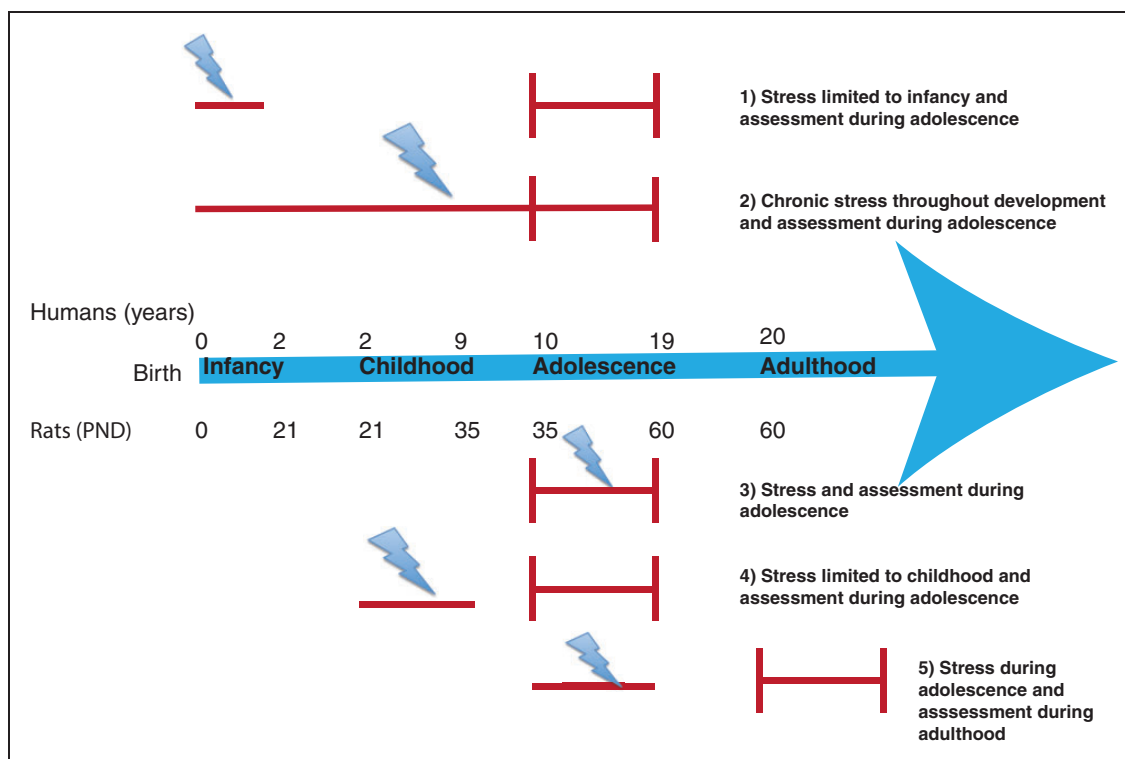 1) Stress limited to infancy and
assessment during adolescence
2) Chronic stress throughout development
and assessment during adolescence
Humans (years)
0 2 2 9 10 19 20
Birth Infancy Childhood Adolescence Adulthood
Rats (PND) 0 21 21 35 35 60 60
3) Stress and assessment during
adolescence
4) Stress limited to childhood and
assessment during adolescence
5) Stress during
adolescence and
asssessment during
adulthood